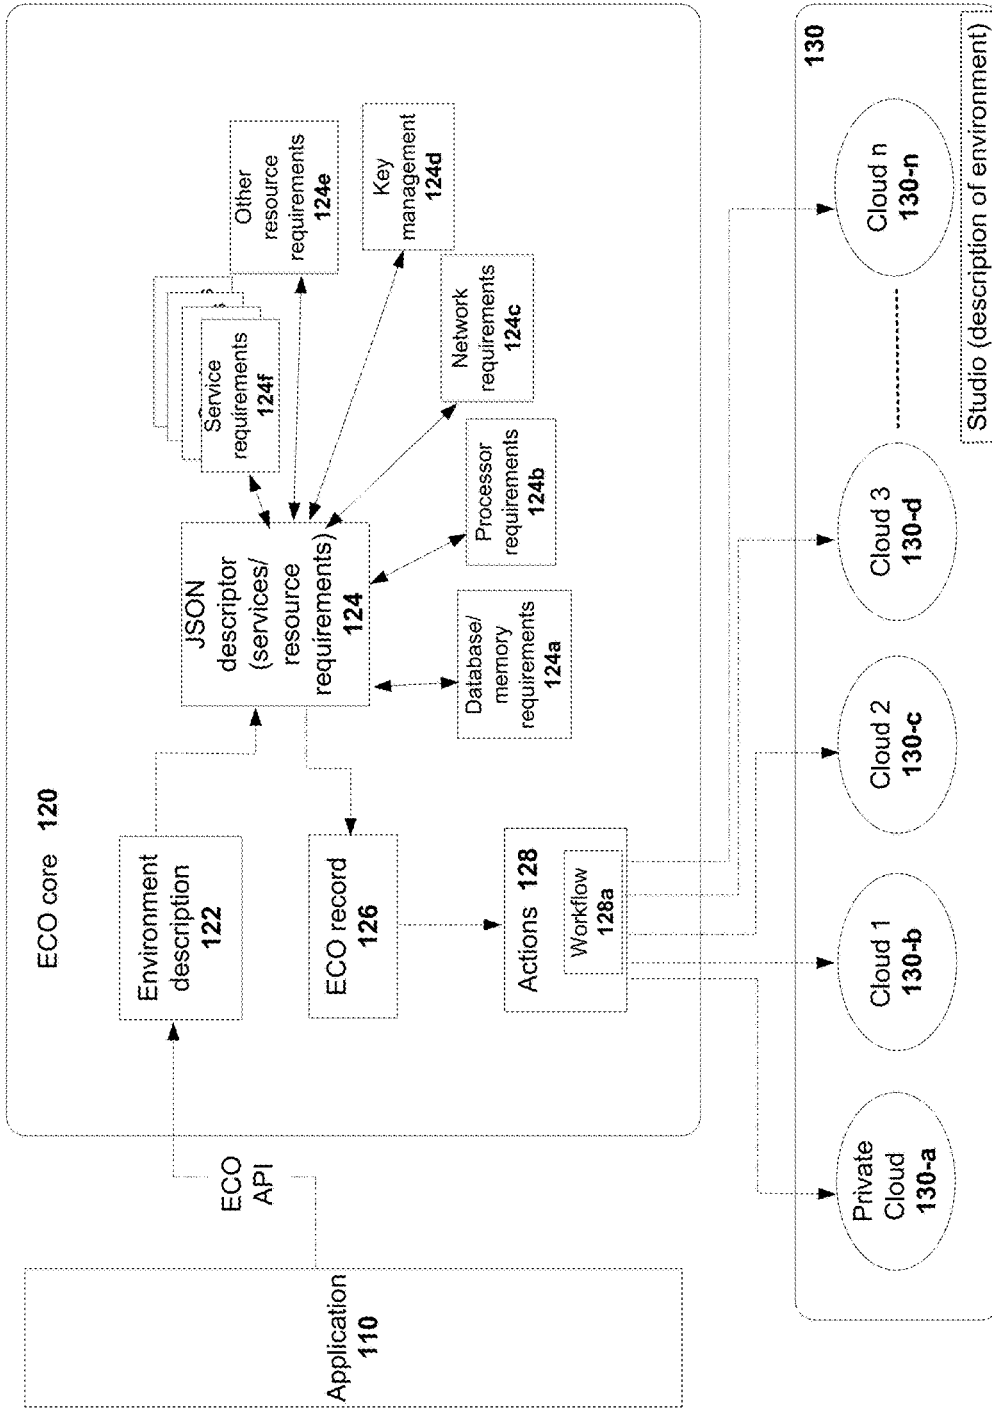 Application
110
ECO
API
ECO core 120
Environment
description
122
JSON
descriptor
(services/
resource
requirements)
124
Service
requirements
124f
Other
resource
requirements
124e
Key
management
124d
Network
requirements
124c
Processor
requirements
124b
Database/
memory
requirements
124a
ECO record
126
Actions 128
Workflow
128a
130
Private
Cloud
130-a
Cloud 1
130-b
Cloud 2
130-c
Cloud 3
130-d
Cloud n
130-n
Studio (description of environment)